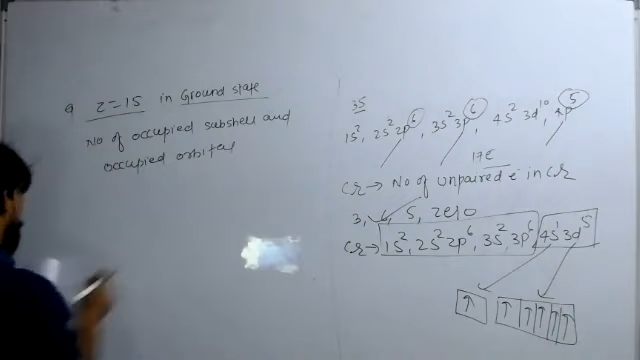 Q Z=15 in Ground state
No of occupied subshell and
occupied orbitals
35
1s², 2s² 2p⁶, 3s² 3p⁶, 4s² 3d¹⁰, 4p⁵
17e⁻
Cr → No of unpaired e⁻ in Cr
3, 6, 5, zero
Cr → 1s², 2s² 2p⁶, 3s², 3p⁶, 4s¹ 3d⁵
↑ ↑ ↑ ↑ ↑ ↑